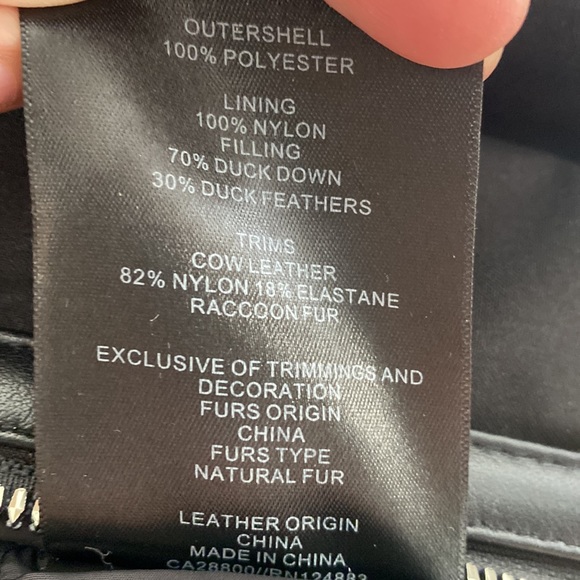 OUTERSHELL
100% POLYESTER
LINING
100% NYLON
FILLING
70% DUCK DOWN
30% DUCK FEATHERS
TRIMS
COW LEATHER
82% NYLON 18% ELASTANE
RACCOON FUR
EXCLUSIVE OF TRIMMINGS AND
DECORATION
FURS ORIGIN
CHINA
FURS TYPE
NATURAL FUR
LEATHER ORIGIN
CHINA
MADE IN CHINA
CA28800//RN124883